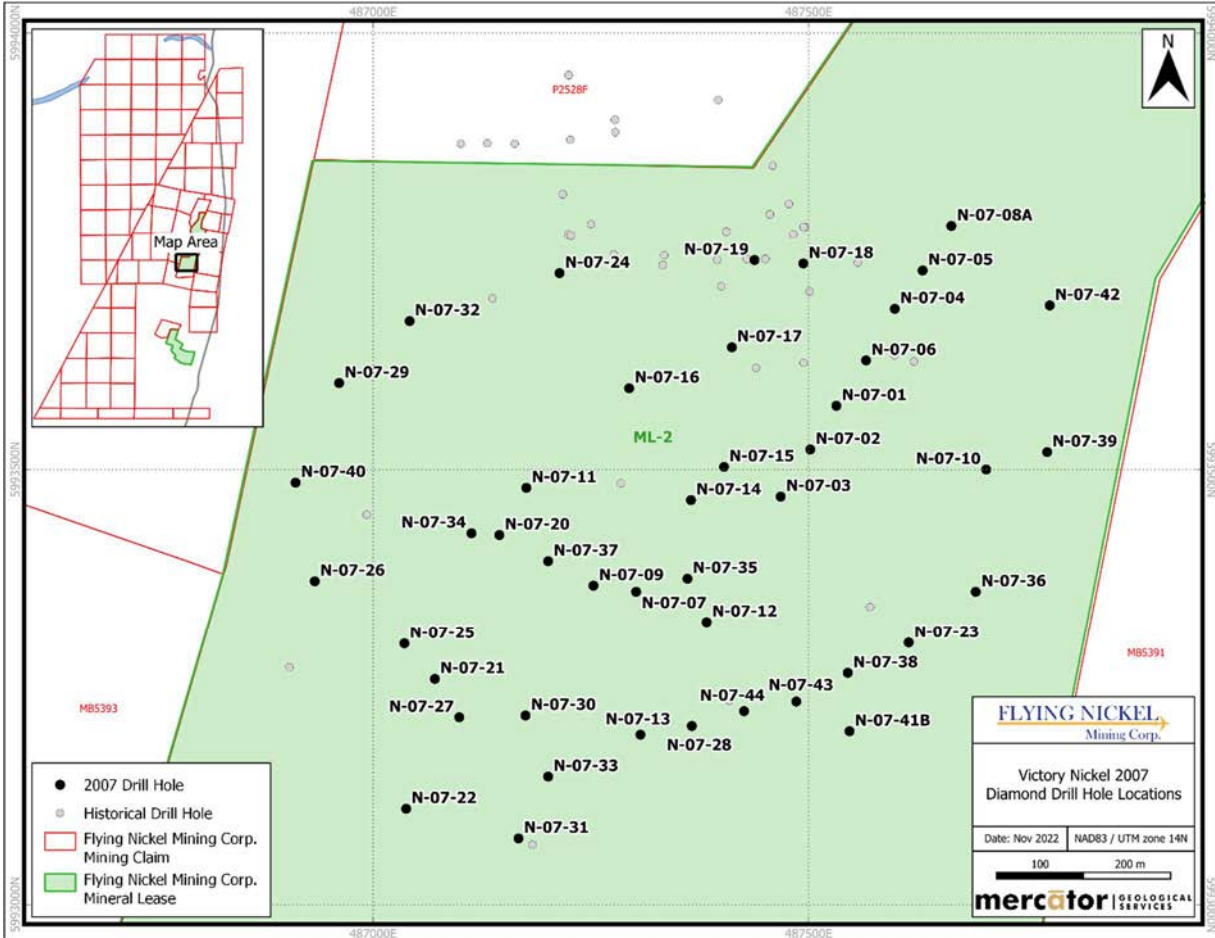 487000E
487500E
5994000N
5994000N
N
P2528F
Map Area
N-07-08A
N-07-19
N-07-18
N-07-24
N-07-05
N-07-42
N-07-04
N-07-32
N-07-17
N-07-06
N-07-29
N-07-16
N-07-01
ML-2
N-07-02
N-07-39
N-07-15
N-07-10
5993500N
5993500N
N-07-40
N-07-11
N-07-14
N-07-03
N-07-34
N-07-20
N-07-37
N-07-26
N-07-09
N-07-35
N-07-07
N-07-36
N-07-12
N-07-25
N-07-23
MB5391
N-07-21
N-07-38
MB5393
N-07-27
N-07-30
N-07-44
N-07-43
N-07-13
N-07-28
N-07-41B
N-07-33
N-07-22
N-07-31
2007 Drill Hole
Historical Drill Hole
Flying Nickel Mining Corp.
Mining Claim
Flying Nickel Mining Corp.
Mineral Lease
FLYING NICKEL
Mining Corp.
Victory Nickel 2007
Diamond Drill Hole Locations
Date: Nov 2022
NAD83 / UTM zone 14N
100 200 m
mercator GEOLOGICAL
SERVICES
5993000N
5993000N
487000E
487500E